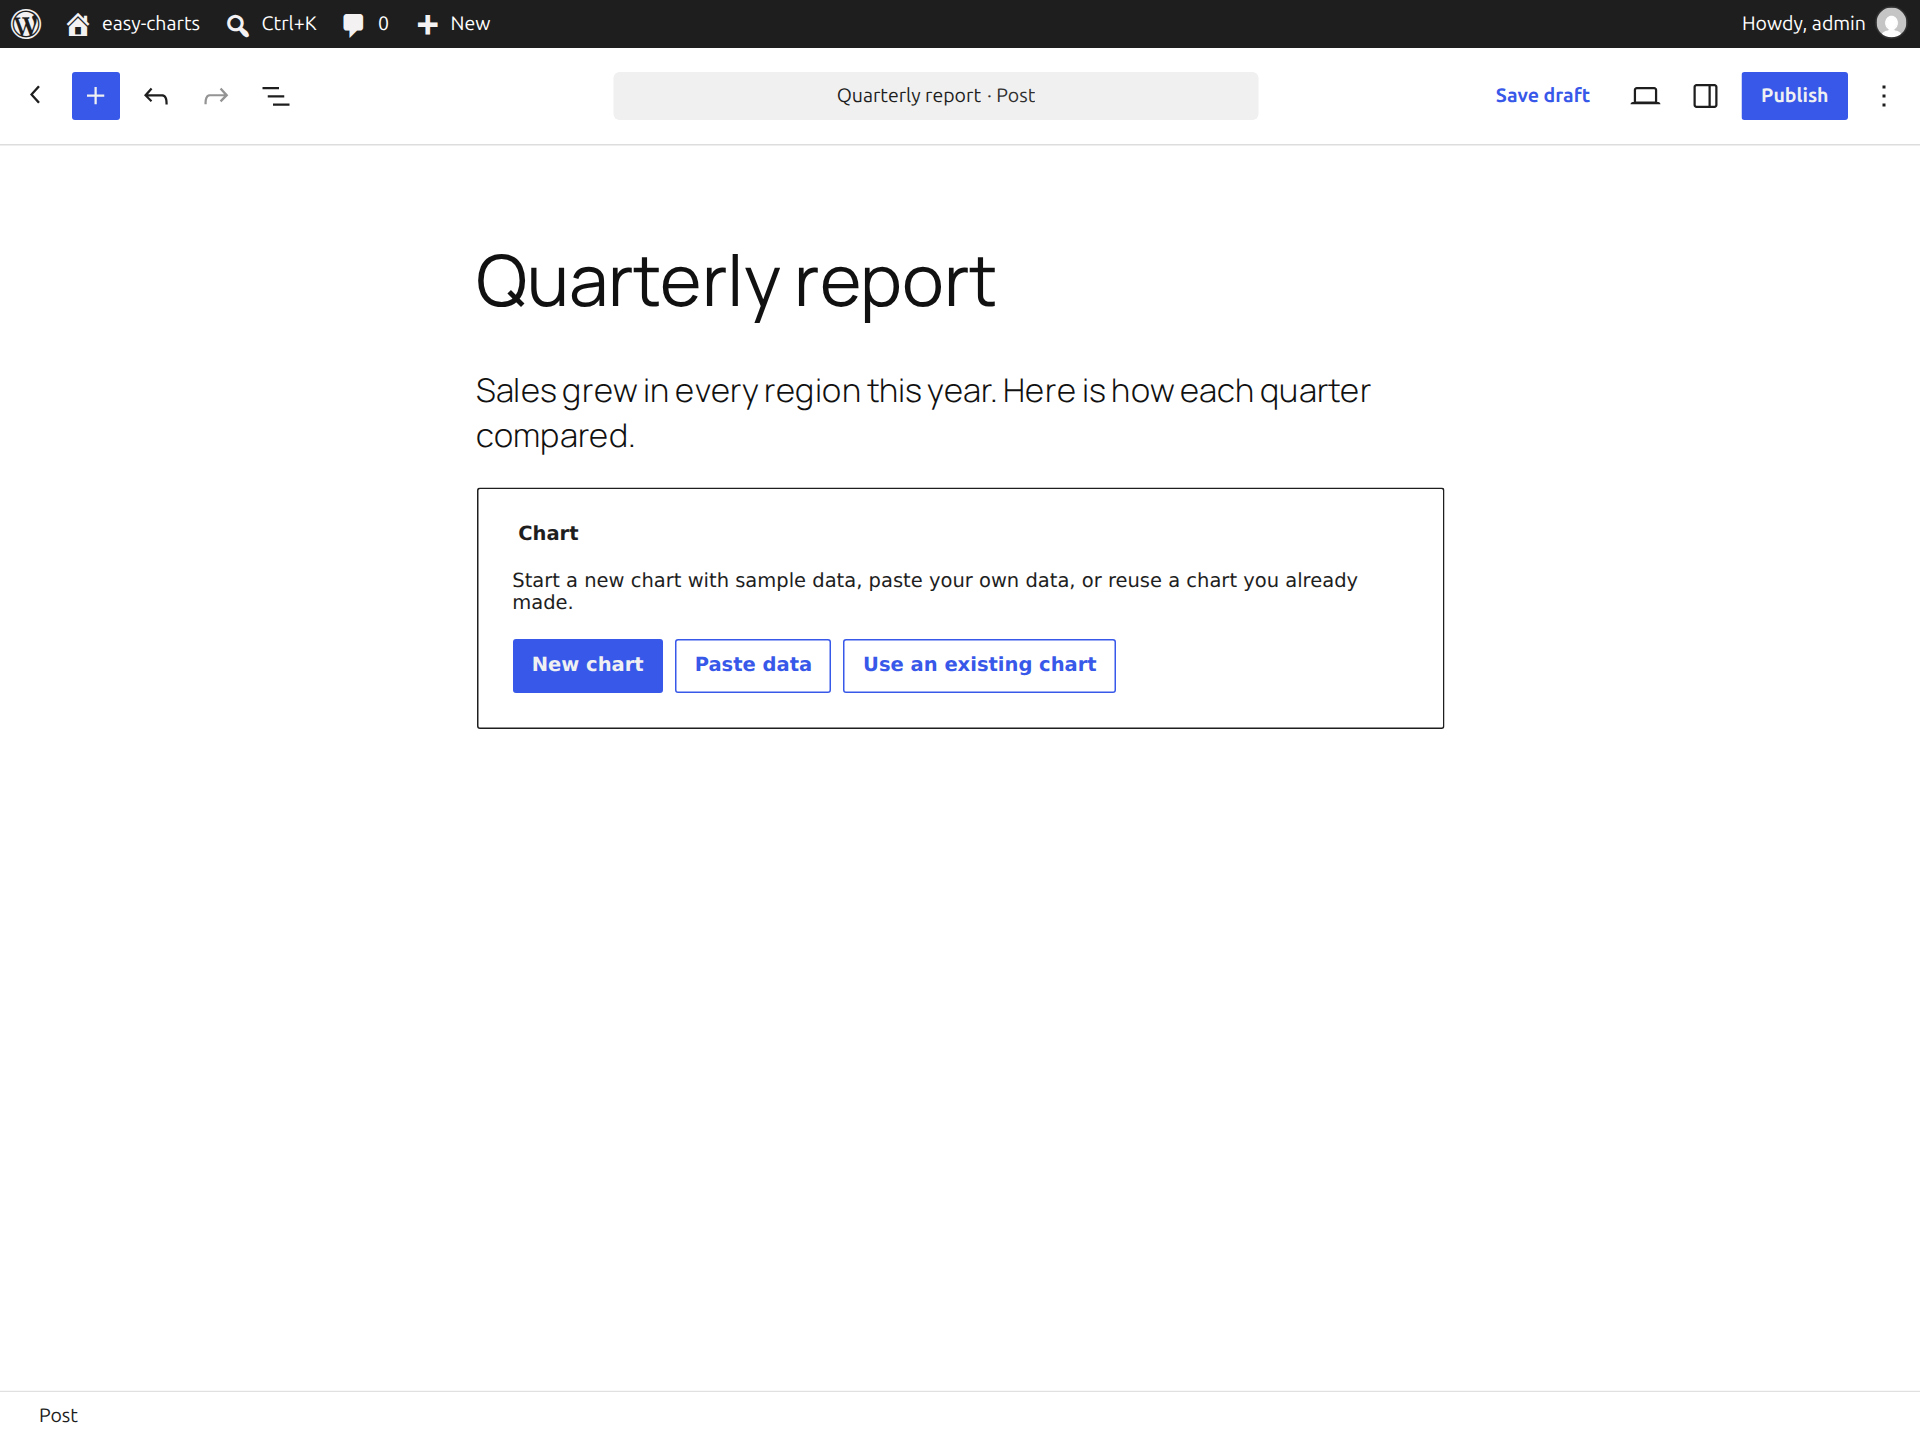 easy-charts Ctrl+K 0 New Howdy, admin
Quarterly report · Post Save draft Publish
Quarterly report
Sales grew in every region this year. Here is how each quarter
compared.
Chart
Start a new chart with sample data, paste your own data, or reuse a chart you already
made.
New chart Paste data Use an existing chart
Post